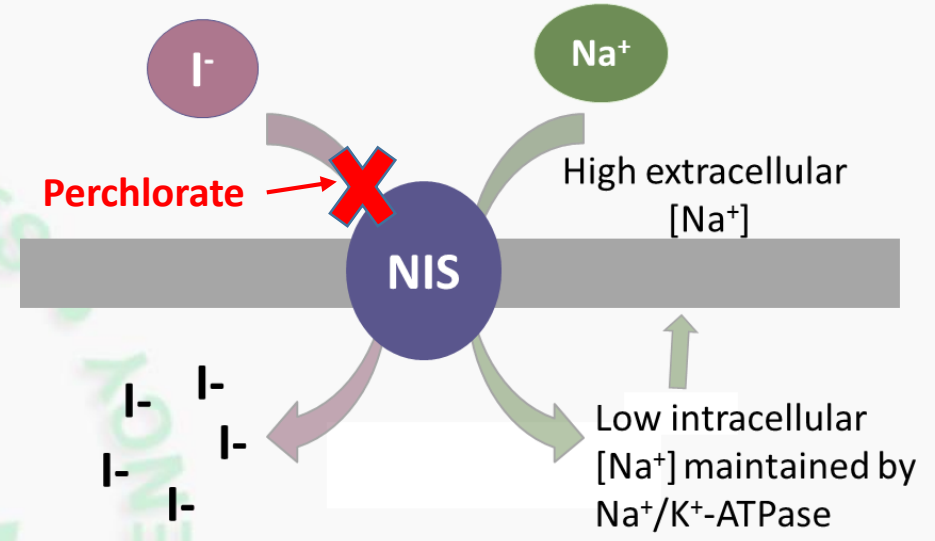 I⁻
Na⁺
Perchlorate
High extracellular
[Na⁺]
NIS
I-
I-
I-
I-
I-
Low intracellular
[Na⁺] maintained by
Na⁺/K⁺-ATPase